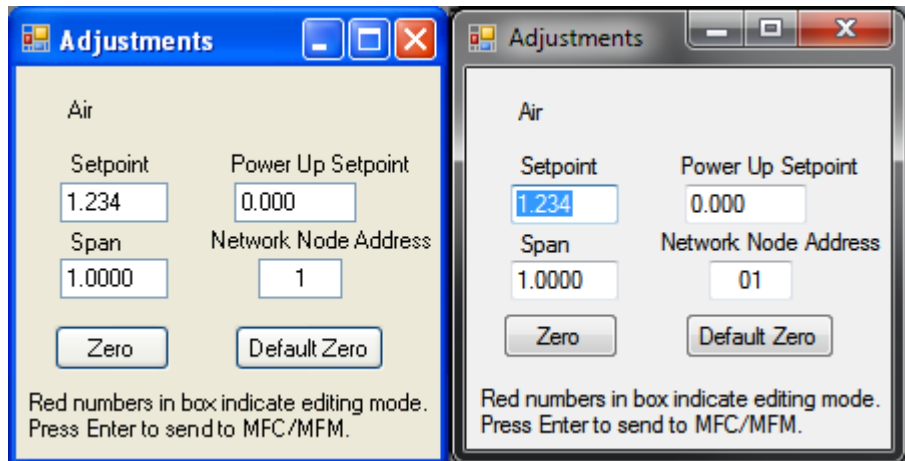 Adjustments
Air
Setpoint Power Up Setpoint
1.234 0.000
Span Network Node Address
1.0000 1
Zero Default Zero
Red numbers in box indicate editing mode.
Press Enter to send to MFC/MFM.
Adjustments
Air
Setpoint Power Up Setpoint
1.234 0.000
Span Network Node Address
1.0000 01
Zero Default Zero
Red numbers in box indicate editing mode.
Press Enter to send to MFC/MFM.